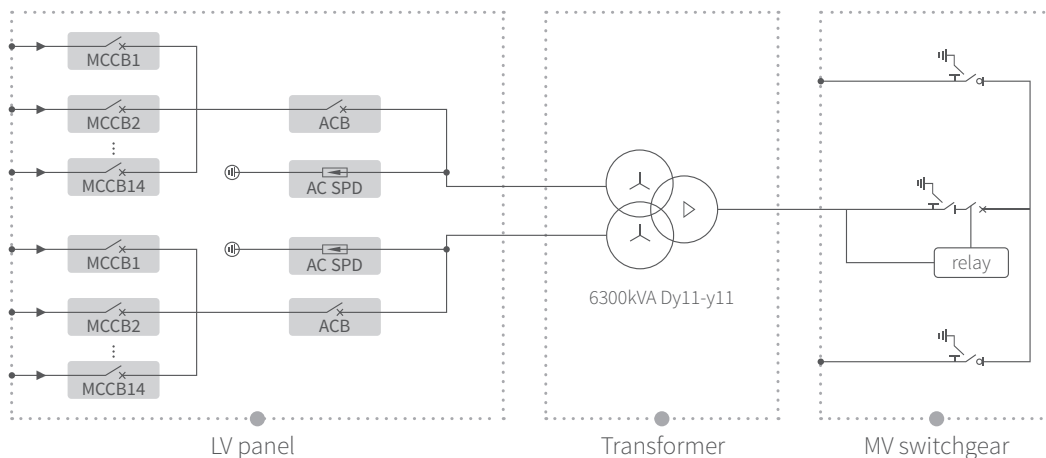 MCCB1
MCCB2
MCCB14
ACB
AC SPD
MCCB1
MCCB2
MCCB14
AC SPD
ACB
6300kVA Dy11-y11
relay
LV panel
Transformer
MV switchgear